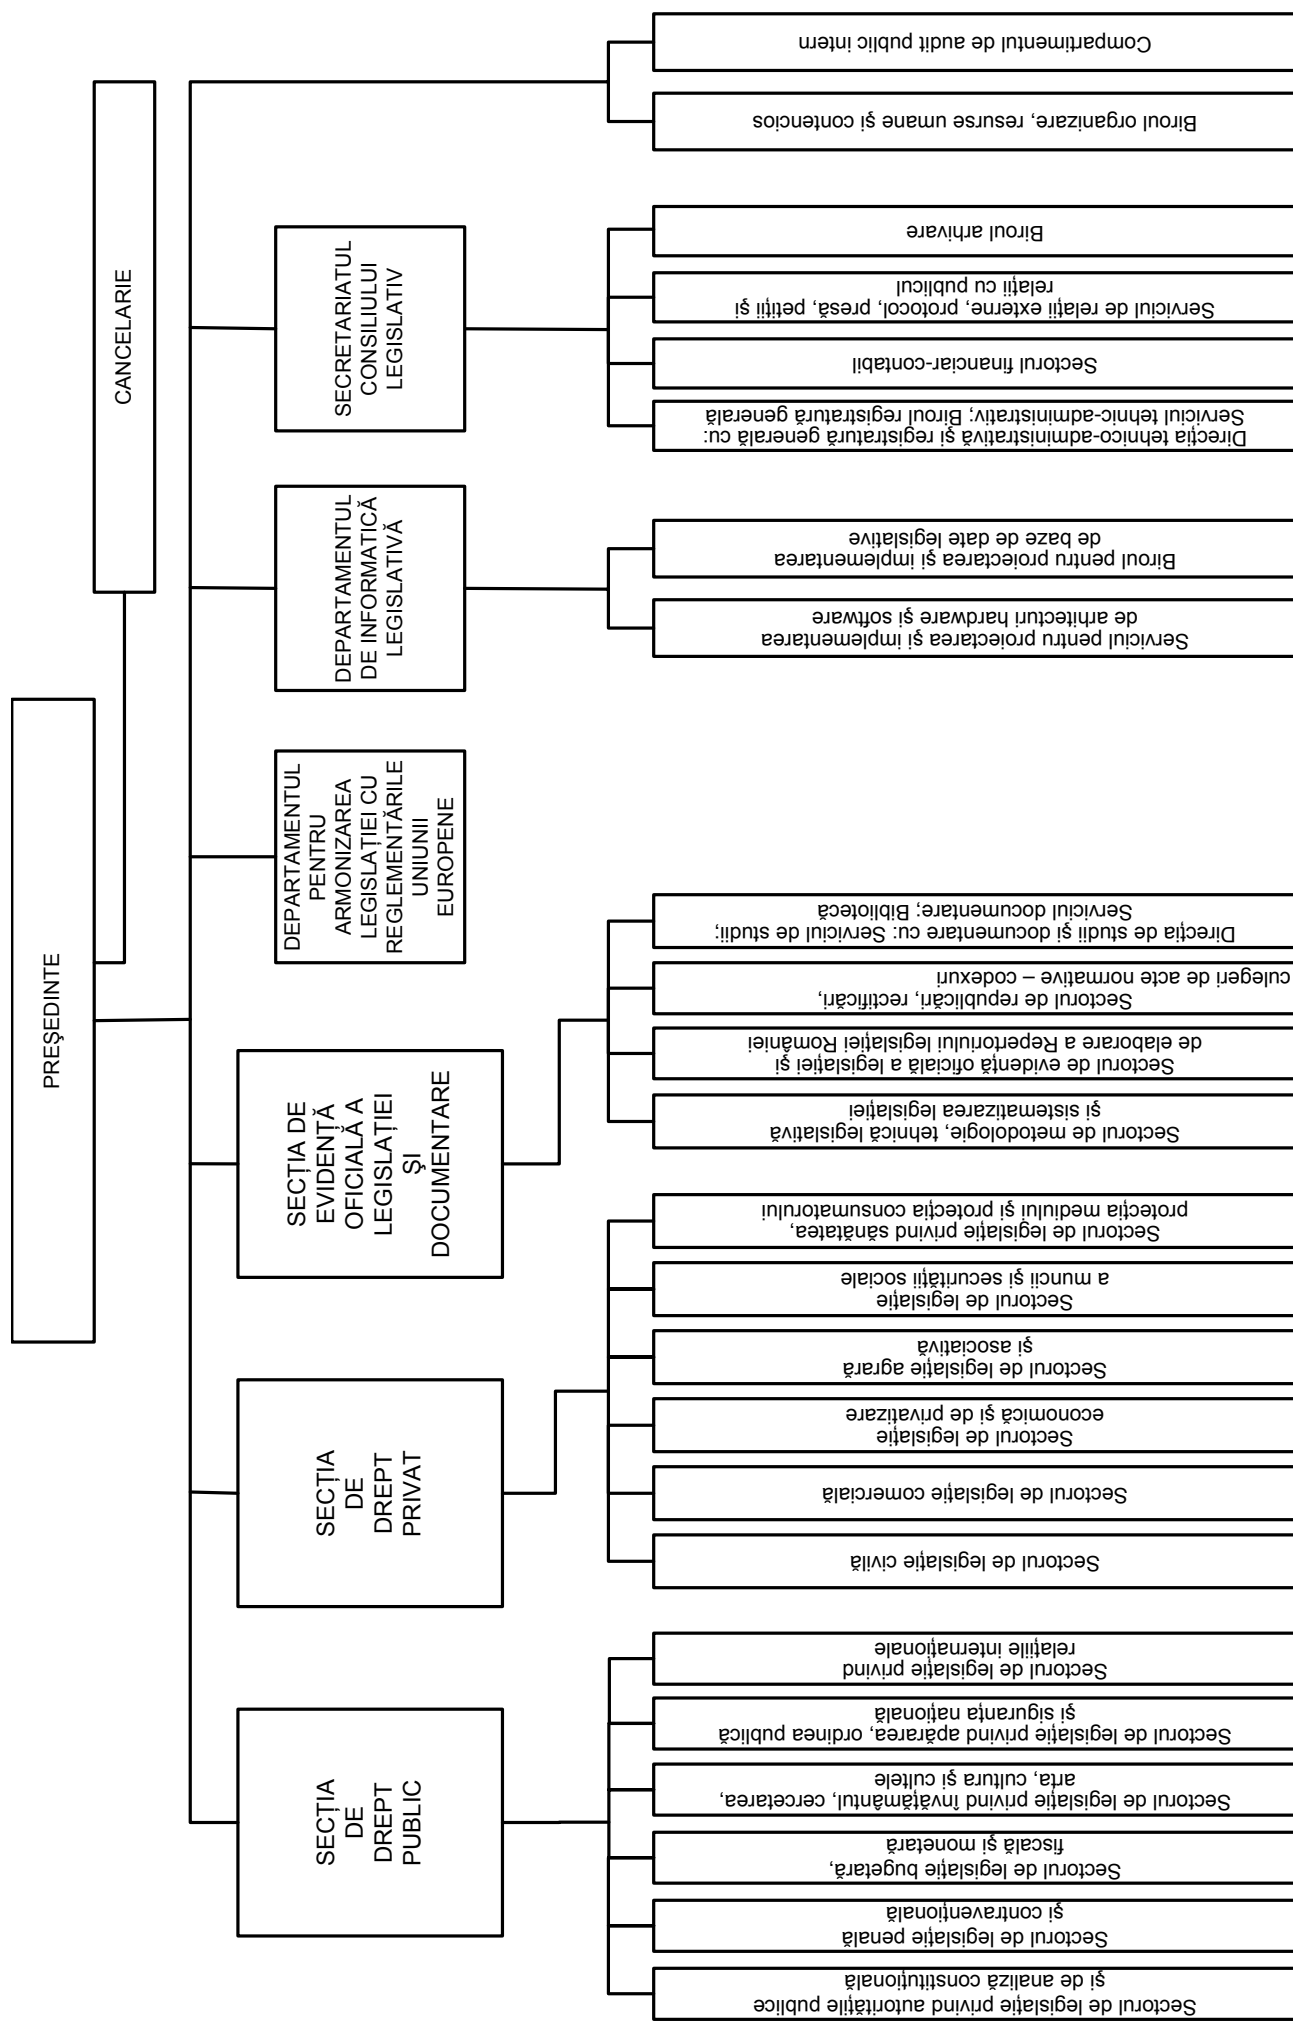 PREȘEDINTE
CANCELARIE
SECȚIA
DE
DREPT
PUBLIC
SECȚIA
DE
DREPT
PRIVAT
SECȚIA DE
EVIDENȚĂ
OFICIALĂ A
LEGISLAȚIEI
ȘI
DOCUMENTARE
DEPARTAMENTUL
PENTRU
ARMONIZAREA
LEGISLAȚIEI CU
REGLEMENTĂRILE
UNIUNII
EUROPENE
DEPARTAMENTUL
DE INFORMATICĂ
LEGISLATIVĂ
SECRETARIATUL
CONSILIULUI
LEGISLATIV
Sectorul de legislație privind autoritățile publice
și de analiza constituțională
Sectorul de legislație penală
și contravențională
Sectorul de legislație bugetară,
fiscală și monetară
Sectorul de legislație privind învățământul, cercetarea,
arta, cultura și cultele
Sectorul de legislație privind apărarea, ordinea publică
și siguranța națională
Sectorul de legislație privind
relațiile internaționale
Sectorul de legislație civilă
Sectorul de legislație comercială
Sectorul de legislație
economică și de privatizare
Sectorul de legislație agrară
și asociativă
Sectorul de legislație
a muncii și securității sociale
Sectorul de legislație privind sănătatea,
protecția mediului și protecția consumatorului
Sectorul de metodologie, tehnică legislativă
și sistematizarea legislației
Sectorul de evidență oficială a legislației și
de elaborare a Repertoriului legislației României
Sectorul de republicări, rectificări,
culegeri de acte normative – codexuri
Direcția de studii și documentare cu: Serviciul de studii;
Serviciul documentare; Bibliotecă
Serviciul pentru proiectarea și implementarea
de arhitecturi hardware și software
Biroul pentru proiectarea și implementarea
de baze de date legislative
Direcția tehnico-administrativă și registratură generală cu:
Serviciul tehnic-administrativ; Biroul registratură generală
Sectorul financiar-contabil
Serviciul de relații externe, protocol, presă, petiții și
relații cu publicul
Biroul arhivare
Biroul organizare, resurse umane și contencios
Compartimentul de audit public intern